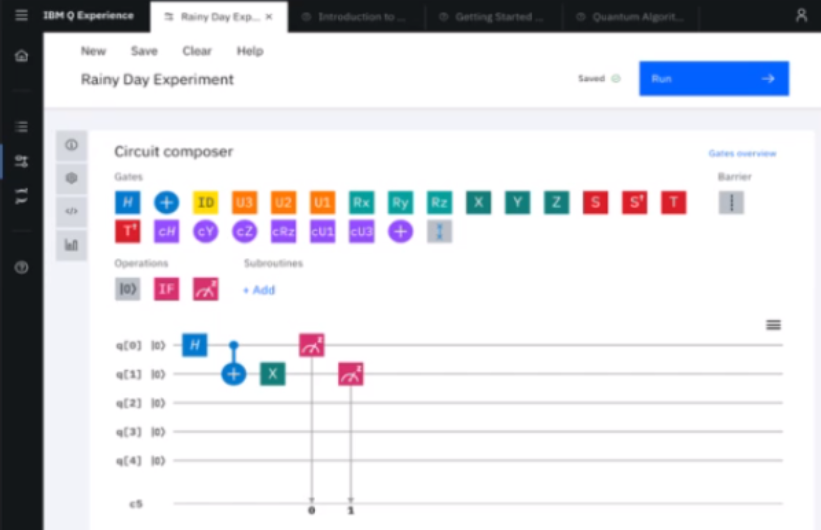 IBM Q Experience Rainy Day Exp... × Introduction to ... Getting Started ... Quantum Algorit...
New Save Clear Help
Rainy Day Experiment Saved Run →
Circuit composer Gates overview
Gates Barrier
H + ID U3 U2 U1 Rx Ry Rz X Y Z S S† T
T† cH cY cZ cRz cU1 cU3 +
Operations Subroutines
|0⟩ IF z + Add
q[0] |0⟩ H z
q[1] |0⟩ + X z
q[2] |0⟩
q[3] |0⟩
q[4] |0⟩
c5
0 1